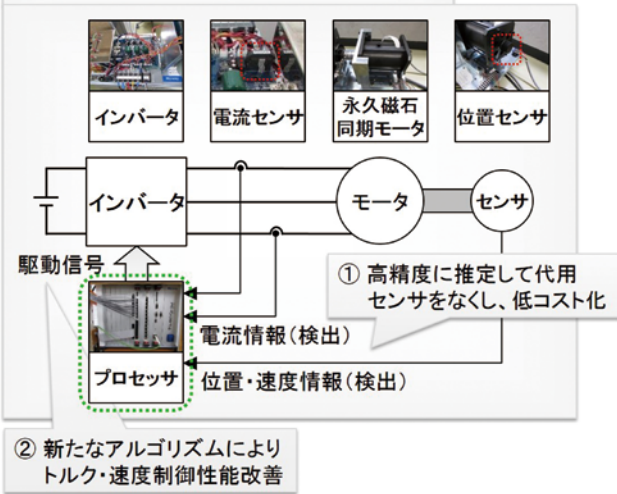 インバータ
電流センサ
永久磁石
同期モータ
位置センサ
インバータ
モータ
センサ
駆動信号
① 高精度に推定して代用
センサをなくし、低コスト化
電流情報(検出)
プロセッサ
位置・速度情報(検出)
② 新たなアルゴリズムにより
トルク・速度制御性能改善